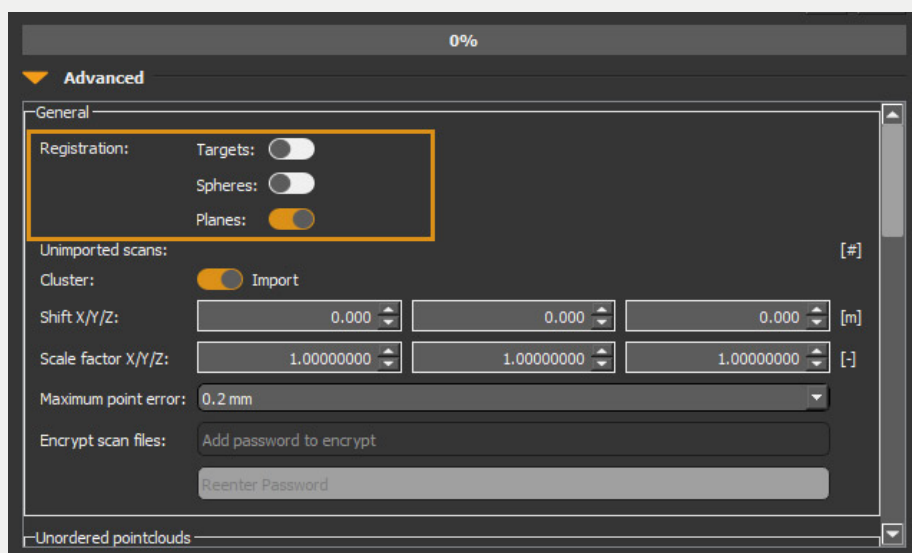 0%
Advanced
General
Registration: Targets:
Spheres:
Planes:
Unimported scans: [#]
Cluster: Import
Shift X/Y/Z: 0.000 0.000 0.000 [m]
Scale factor X/Y/Z: 1.00000000 1.00000000 1.00000000 [-]
Maximum point error: 0.2 mm
Encrypt scan files: Add password to encrypt
Reenter Password
Unordered pointclouds